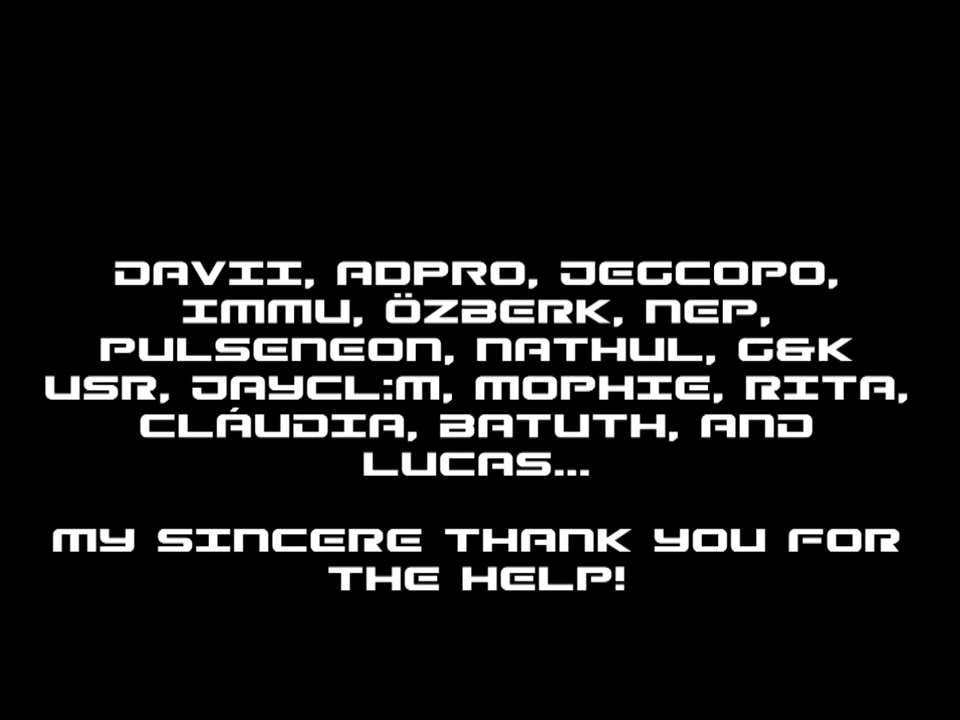 DAVII, ADPRO, JEGCOPO,
IMMU, ÖZBERK, NEP,
PULSENEON, NATHUL, G&K
USR, JAYCL:M, MOPHIE, RITA,
CLÁUDIA, BATUTH, AND
LUCAS...
MY SINCERE THANK YOU FOR
THE HELP!